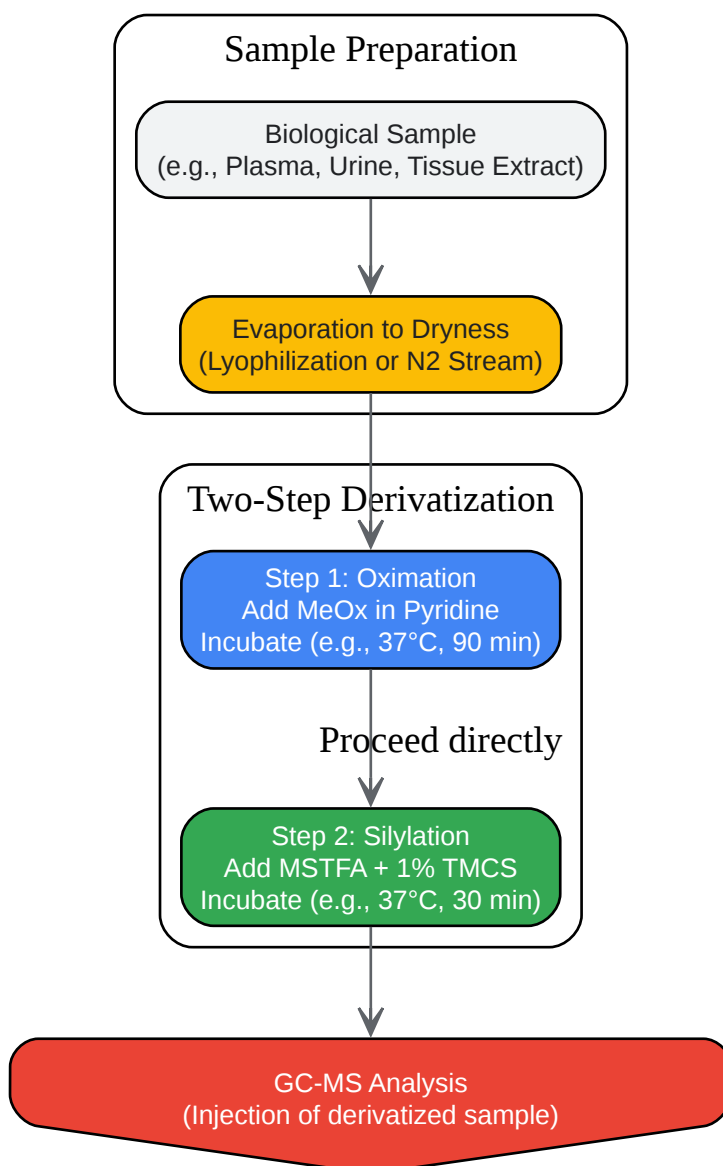 Sample Preparation
Biological Sample
(e.g., Plasma, Urine, Tissue Extract)
Evaporation to Dryness
(Lyophilization or N2 Stream)
Two-Step Derivatization
Step 1: Oximation
Add MeOx in Pyridine
Incubate (e.g., 37°C, 90 min)
Proceed directly
Step 2: Silylation
Add MSTFA + 1% TMCS
Incubate (e.g., 37°C, 30 min)
GC-MS Analysis
(Injection of derivatized sample)